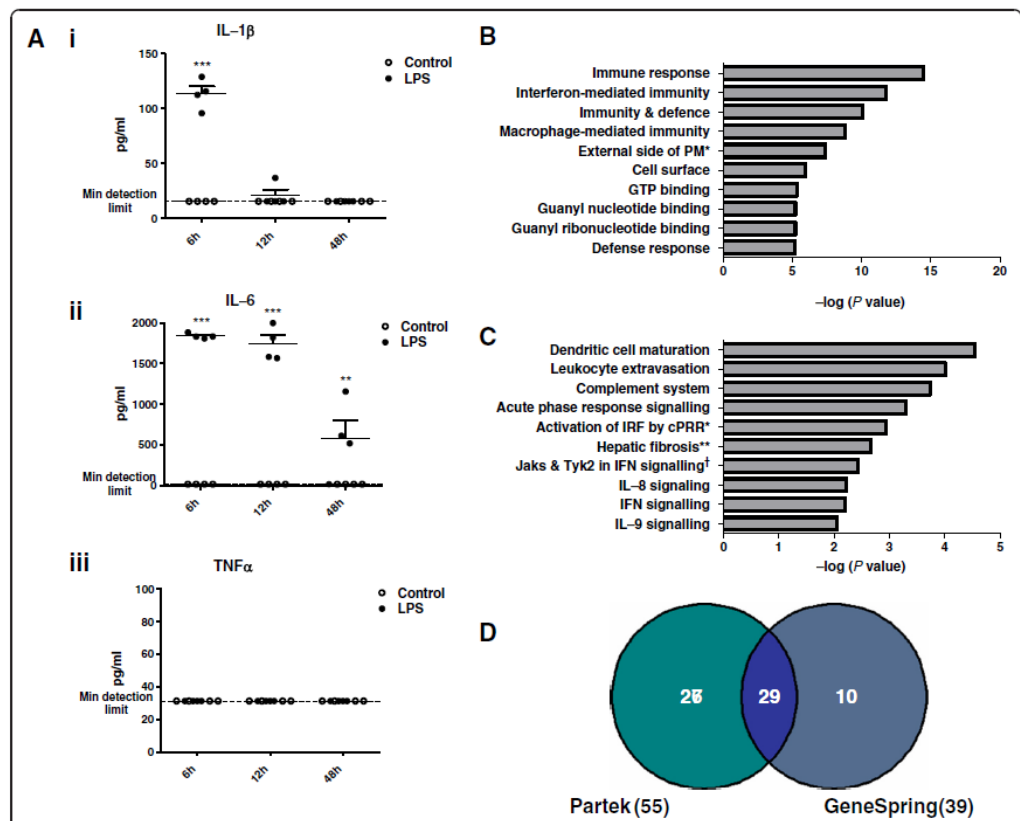 A
i
IL–1β
Control
LPS
150
100
50
0
pg/ml
Min detection
limit
***
6h
12h
48h
ii
IL–6
Control
LPS
2000
1500
1000
500
0
pg/ml
Min detection
limit
***
***
**
6h
12h
48h
iii
TNFα
Control
LPS
100
80
60
40
20
0
pg/ml
Min detection
limit
6h
12h
48h
B
Immune response
Interferon-mediated immunity
Immunity & defence
Macrophage-mediated immunity
External side of PM*
Cell surface
GTP binding
Guanyl nucleotide binding
Guanyl ribonucleotide binding
Defense response
0 5 10 15 20
–log (P value)
C
Dendritic cell maturation
Leukocyte extravasation
Complement system
Acute phase response signalling
Activation of IRF by cPRR*
Hepatic fibrosis**
Jaks & Tyk2 in IFN signalling†
IL–8 signaling
IFN signalling
IL–9 signalling
0 1 2 3 4 5
–log (P value)
D
29 10
Partek (55) GeneSpring(39)